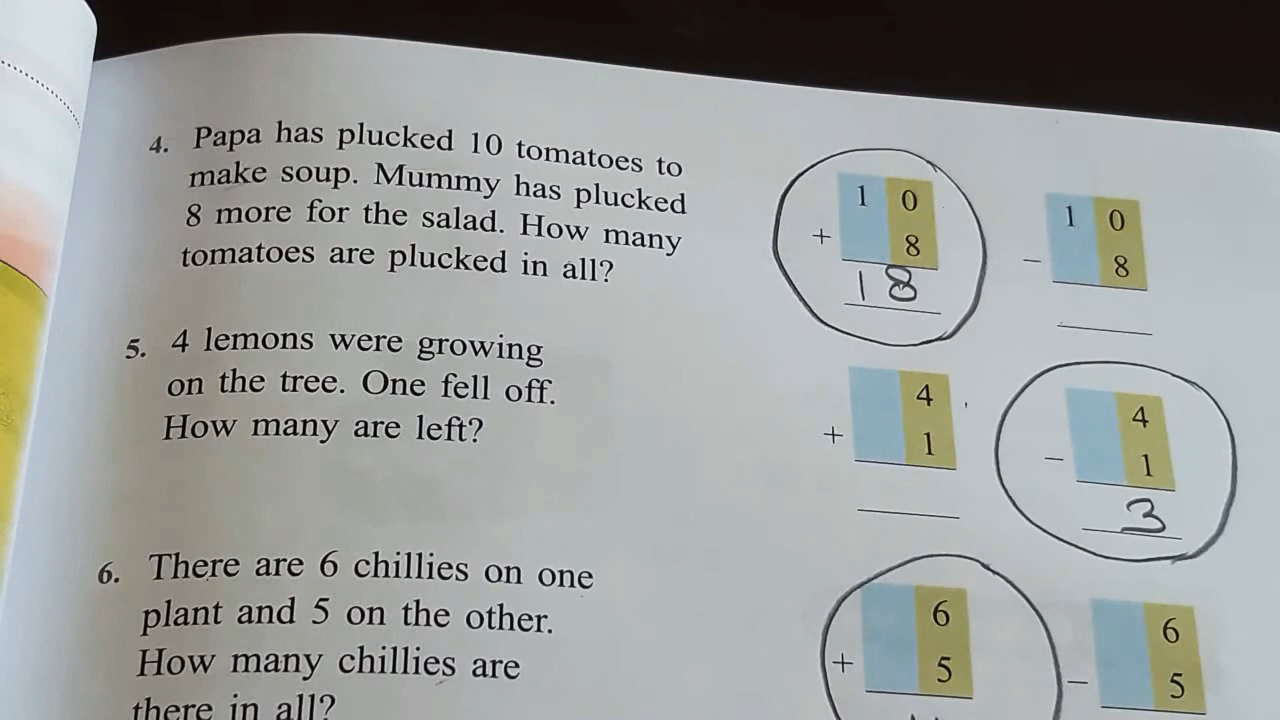 4. Papa has plucked 10 tomatoes to
make soup. Mummy has plucked
8 more for the salad. How many
tomatoes are plucked in all?
1 0
+ 8
18
1 0
- 8
5. 4 lemons were growing
on the tree. One fell off.
How many are left?
4
+ 1
4
- 1
3
6. There are 6 chillies on one
plant and 5 on the other.
How many chillies are
there in all?
6
+ 5
6
- 5